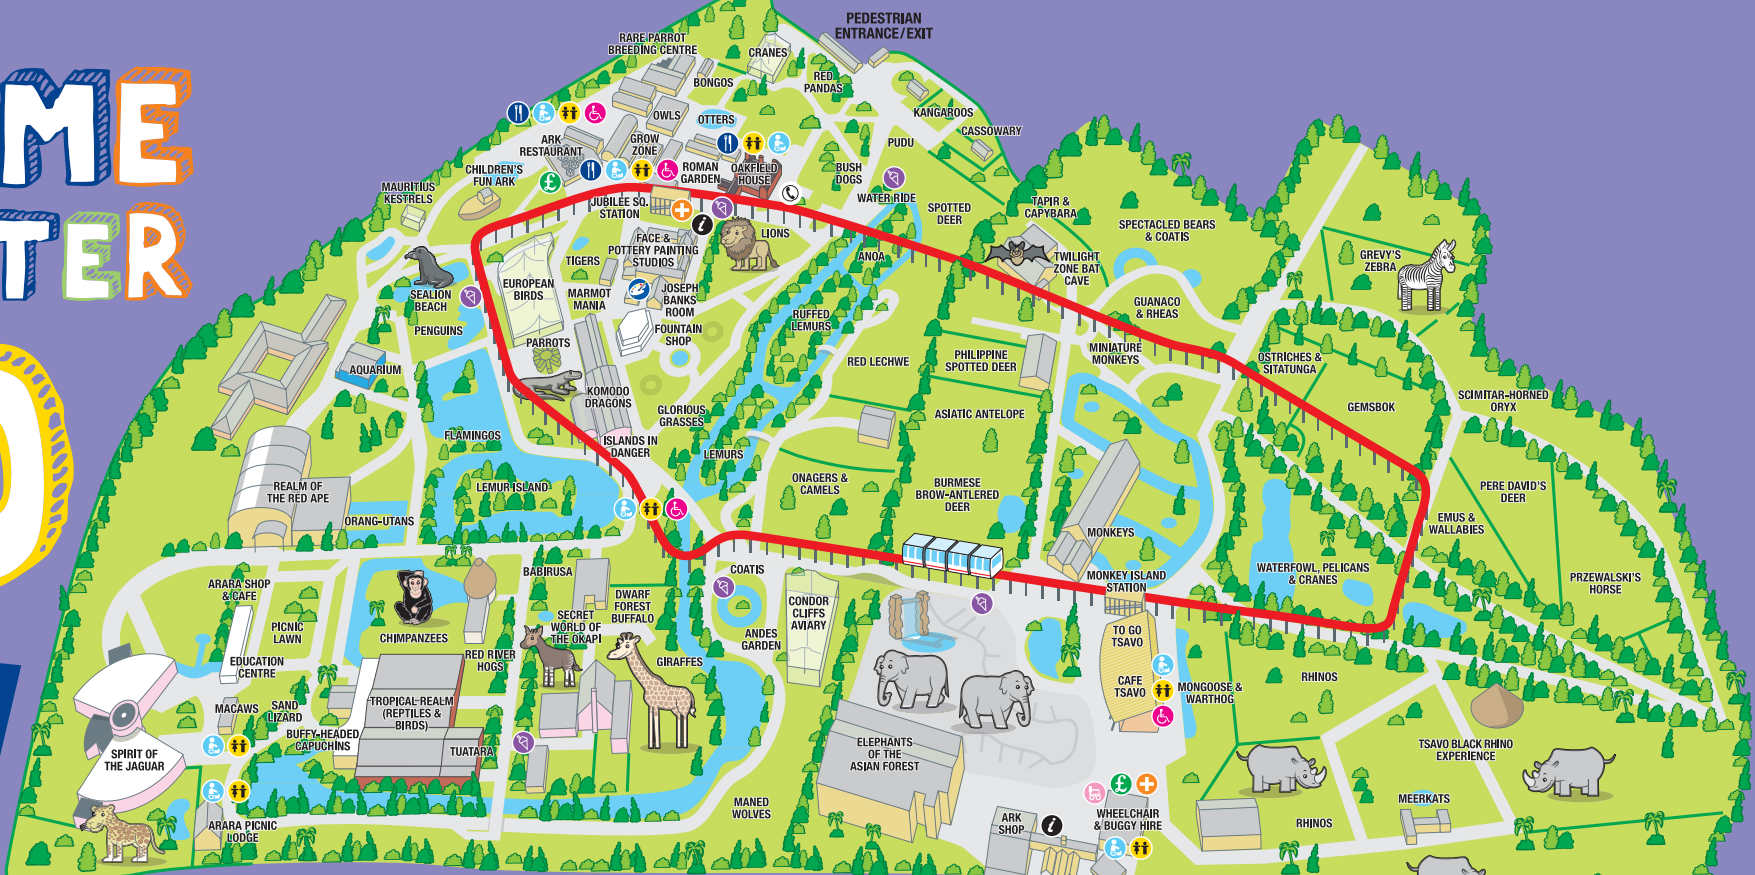 ME
TER
0
PEDESTRIAN
ENTRANCE/EXIT
RARE PARROT
BREEDING CENTRE
CRANES
BONGOS
RED
PANDAS
KANGAROOS
CASSOWARY
OWLS
OTTERS
ARK
RESTAURANT
GROW
ZONE
PUDU
CHILDREN'S
FUN ARK
ROMAN
GARDEN
OAKFIELD
HOUSE
BUSH
DOGS
MAURITIUS
KESTRELS
£
JUBILEE SQ.
STATION
i
WATER RIDE
SPOTTED
DEER
TAPIR &
CAPYBARA
SPECTACLED BEARS
& COATIS
LIONS
FACE &
POTTERY PAINTING
STUDIOS
TIGERS
ANOA
TWILIGHT
ZONE BAT
CAVE
GREVY'S
ZEBRA
EUROPEAN
BIRDS
MARMOT
MANIA
JOSEPH
BANKS
ROOM
SEALION
BEACH
GUANACO
& RHEAS
PENGUINS
FOUNTAIN
SHOP
RUFFED
LEMURS
PARROTS
MINIATURE
MONKEYS
AQUARIUM
RED LECHWE
PHILIPPINE
SPOTTED DEER
OSTRICHES &
SITATUNGA
KOMODO
DRAGONS
GEMSBOK
SCIMITAR-HORNED
ORYX
GLORIOUS
GRASSES
ASIATIC ANTELOPE
FLAMINGOS
ISLANDS IN
DANGER
LEMURS
REALM OF
THE RED APE
LEMUR ISLAND
ONAGERS &
CAMELS
BURMESE
BROW-ANTLERED
DEER
PERE DAVID'S
DEER
ORANG-UTANS
EMUS &
WALLABIES
MONKEYS
BABIRUSA
COATIS
MONKEY ISLAND
STATION
WATERFOWL, PELICANS
& CRANES
PRZEWALSKI'S
HORSE
ARARA SHOP
& CAFE
DWARF
FOREST
BUFFALO
CONDOR
CLIFFS
AVIARY
PICNIC
LAWN
CHIMPANZEES
SECRET
WORLD OF
THE OKAPI
ANDES
GARDEN
TO GO
TSAVO
EDUCATION
CENTRE
RED RIVER
HOGS
GIRAFFES
RHINOS
CAFE
TSAVO
MONGOOSE &
WARTHOG
MACAWS
SAND
LIZARD
TROPICAL REALM
(REPTILES &
BIRDS)
BUFFY-HEADED
CAPUCHINS
TUATARA
SPIRIT OF
THE JAGUAR
ELEPHANTS
OF THE
ASIAN FOREST
TSAVO BLACK RHINO
EXPERIENCE
£
MANED
WOLVES
MEERKATS
ARARA PICNIC
LODGE
ARK
SHOP
i
WHEELCHAIR
& BUGGY HIRE
RHINOS